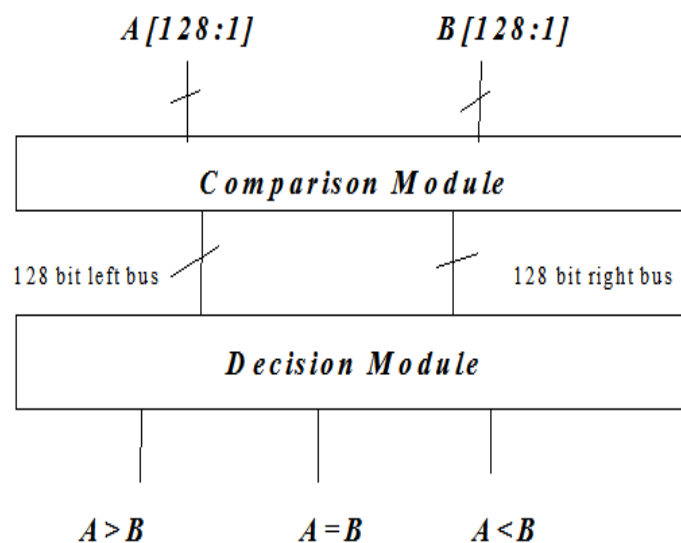 A[128:1]
B[128:1]
Comparison Module
128 bit left bus
128 bit right bus
Decision Module
A>B
A=B
A<B